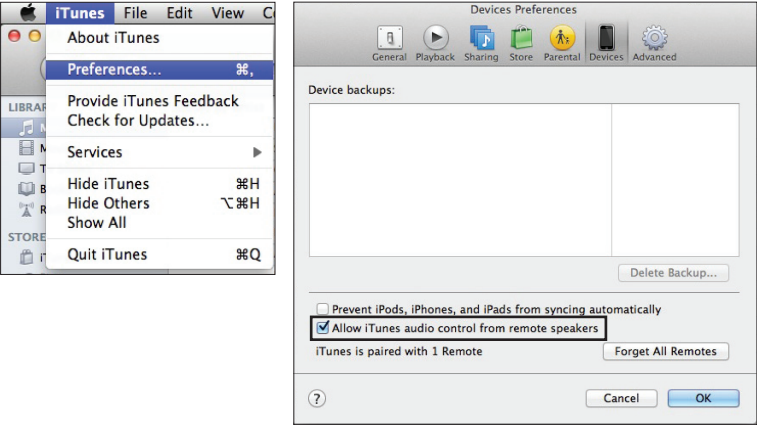 iTunes File Edit View
About iTunes
Preferences... ⌘,
Provide iTunes Feedback
Check for Updates...
Services
Hide iTunes ⌘H
Hide Others ⌥⌘H
Show All
Quit iTunes ⌘Q
LIBRAR
STORE
Devices Preferences
General Playback Sharing Store Parental Devices Advanced
Device backups:
Delete Backup...
Prevent iPods, iPhones, and iPads from syncing automatically
Allow iTunes audio control from remote speakers
iTunes is paired with 1 Remote
Forget All Remotes
? Cancel OK